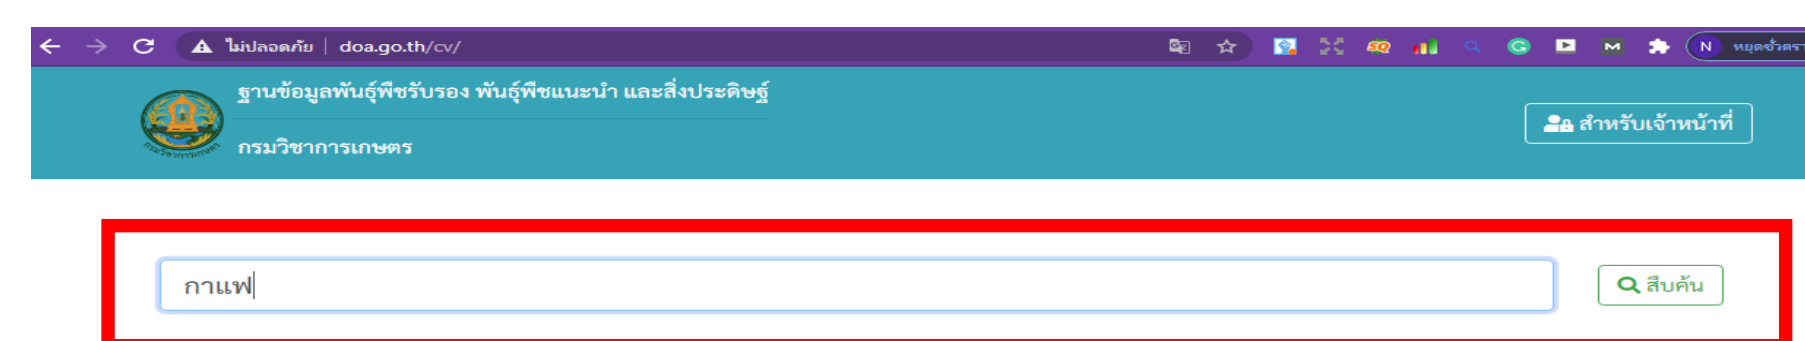 ไม่ปลอดภัย | doa.go.th/cv/
N
ฐานข้อมูลพันธุ์พืชรับรอง พันธุ์พืชแนะนำ และสิ่งประดิษฐ์
กรมวิชาการเกษตร
สำหรับเจ้าหน้าที่
กาแฟ
สืบค้น